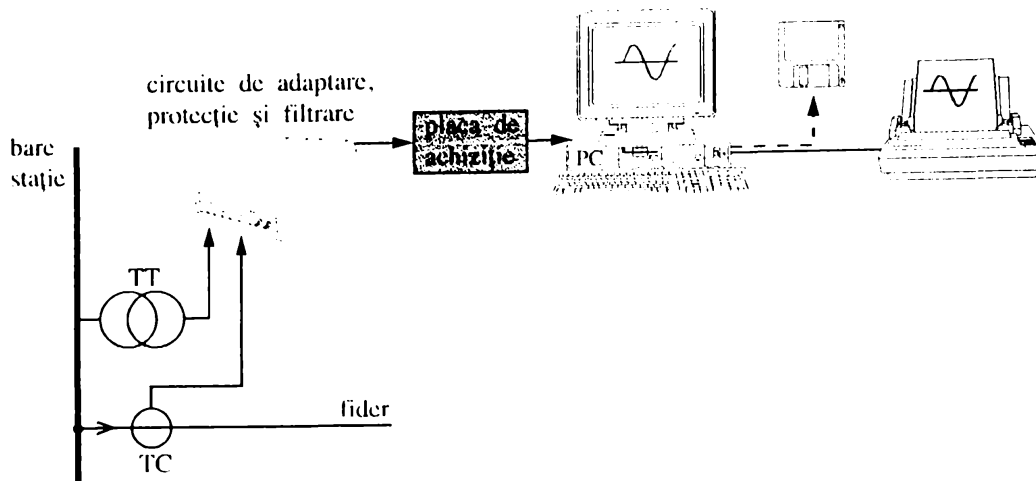 circuite de adaptare,
protecție și filtrare
placa de
achiziție
bare
stație
PC
TT
TC
fider